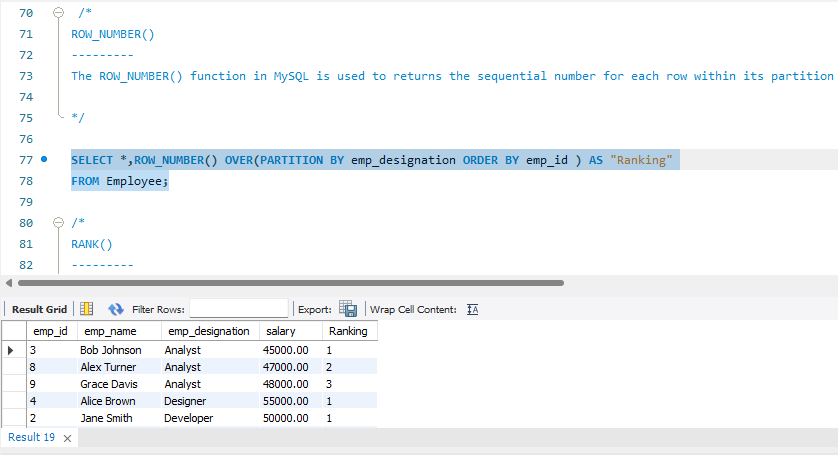 70 /*
71 ROW_NUMBER()
72 ---------
73 The ROW_NUMBER() function in MySQL is used to returns the sequential number for each row within its partition
74
75 */
76
77 SELECT *,ROW_NUMBER() OVER(PARTITION BY emp_designation ORDER BY emp_id ) AS "Ranking"
78 FROM Employee;
79
80 /*
81 RANK()
82 ---------
Result Grid Filter Rows: Export: Wrap Cell Content: IA
emp_id emp_name emp_designation salary Ranking
3 Bob Johnson Analyst 45000.00 1
8 Alex Turner Analyst 47000.00 2
9 Grace Davis Analyst 48000.00 3
4 Alice Brown Designer 55000.00 1
2 Jane Smith Developer 50000.00 1
Result 19 ×